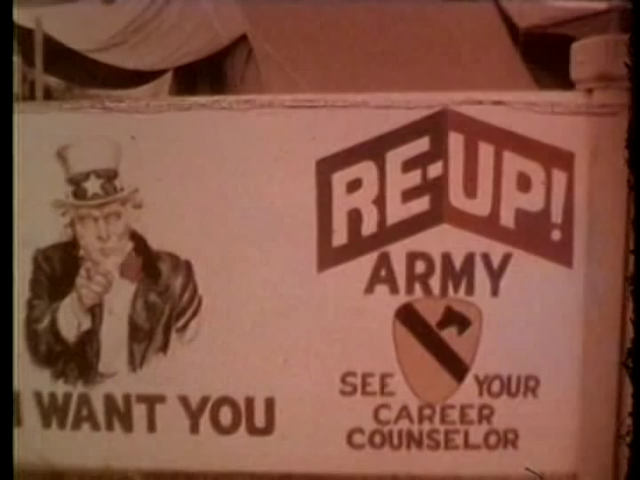 I WANT YOU
RE-UP!
ARMY
SEE YOUR
CAREER
COUNSELOR